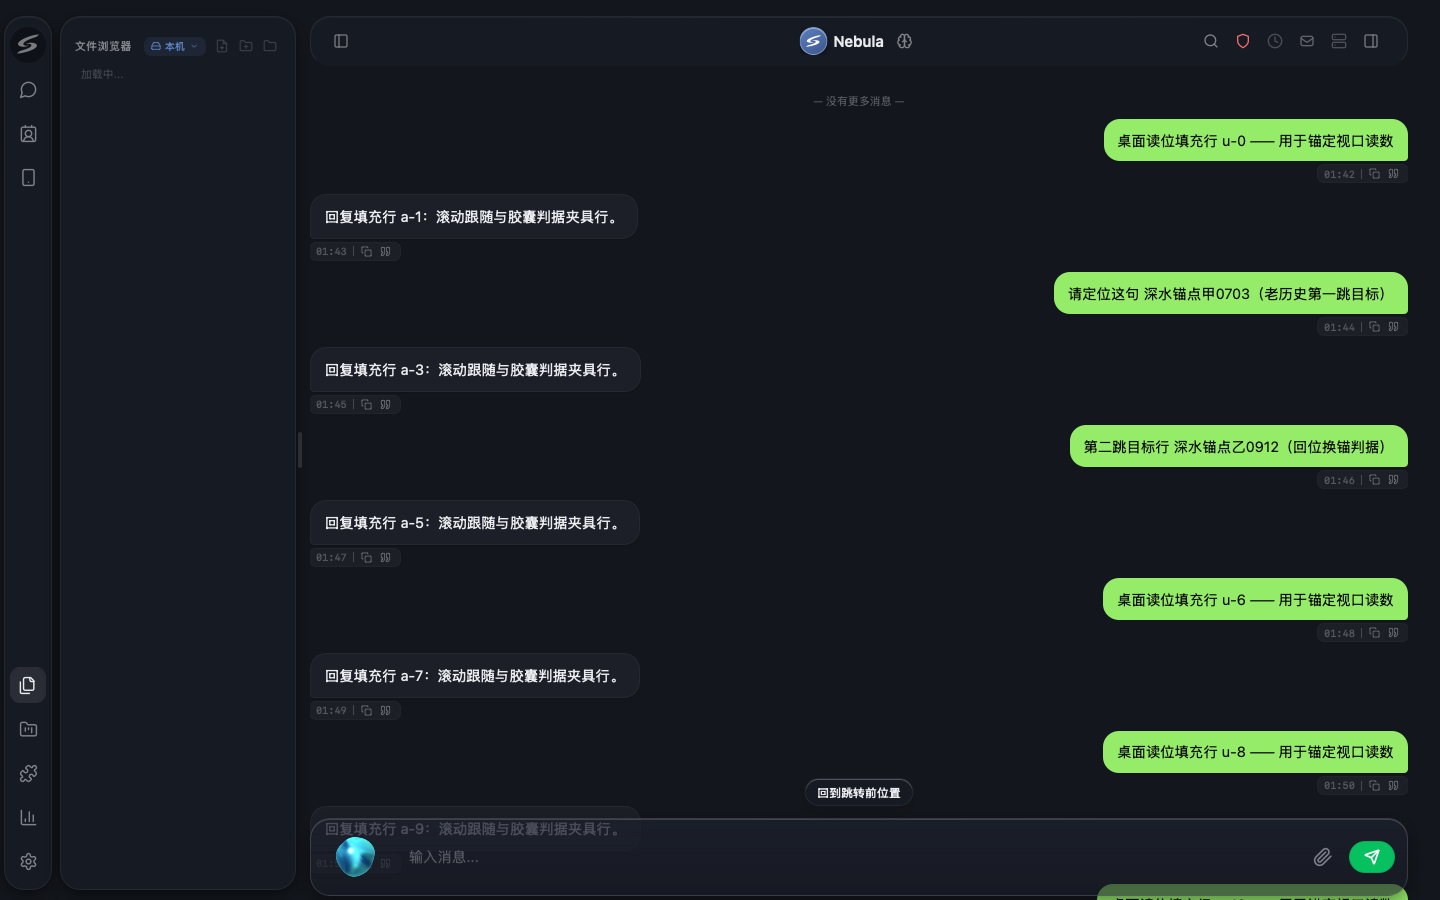 文件浏览器
本机
加载中...
Nebula
— 没有更多消息 —
桌面读位填充行 u-0 —— 用于锚定视口读数
01:42
回复填充行 a-1：滚动跟随与胶囊判据夹具行。
01:43
请定位这句 深水锚点甲0703（老历史第一跳目标）
01:44
回复填充行 a-3：滚动跟随与胶囊判据夹具行。
01:45
第二跳目标行 深水锚点乙0912（回位换锚判据）
01:46
回复填充行 a-5：滚动跟随与胶囊判据夹具行。
01:47
桌面读位填充行 u-6 —— 用于锚定视口读数
01:48
回复填充行 a-7：滚动跟随与胶囊判据夹具行。
01:49
桌面读位填充行 u-8 —— 用于锚定视口读数
01:50
回到跳转前位置
回复填充行 a-9：滚动跟随与胶囊判据夹具行。
输入消息...